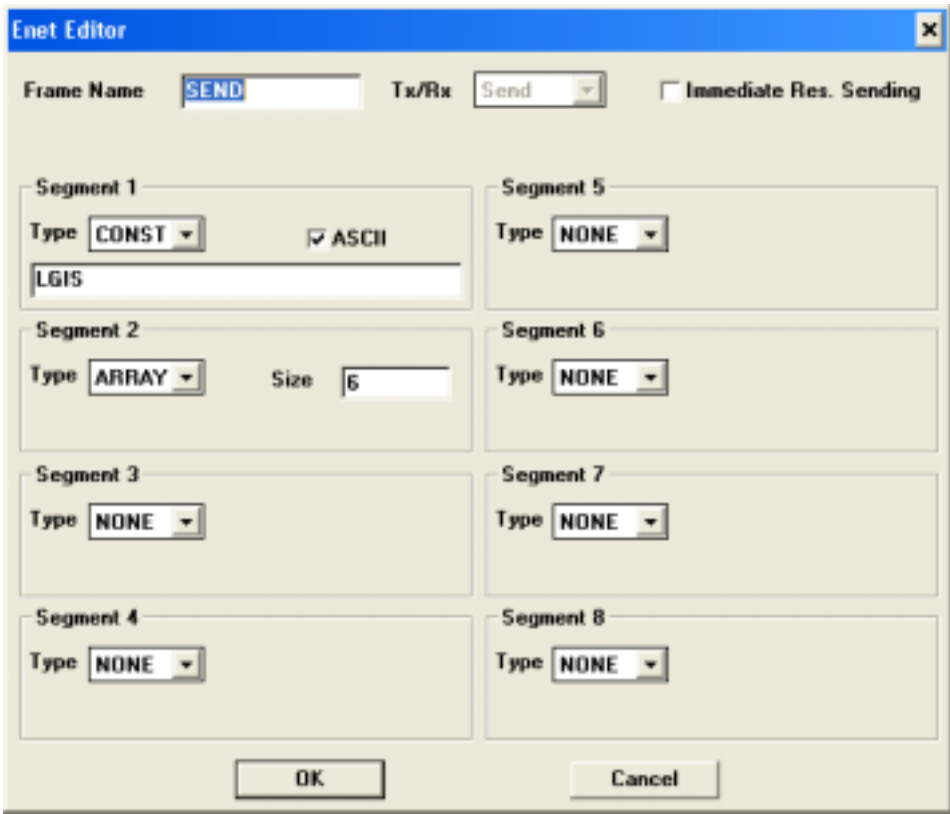 Enet Editor
Frame Name SEND Tx/Rx Send Immediate Res. Sending
Segment 1
Type CONST ASCII
LGIS
Segment 2
Type ARRAY Size 6
Segment 3
Type NONE
Segment 4
Type NONE
Segment 5
Type NONE
Segment 6
Type NONE
Segment 7
Type NONE
Segment 8
Type NONE
OK Cancel